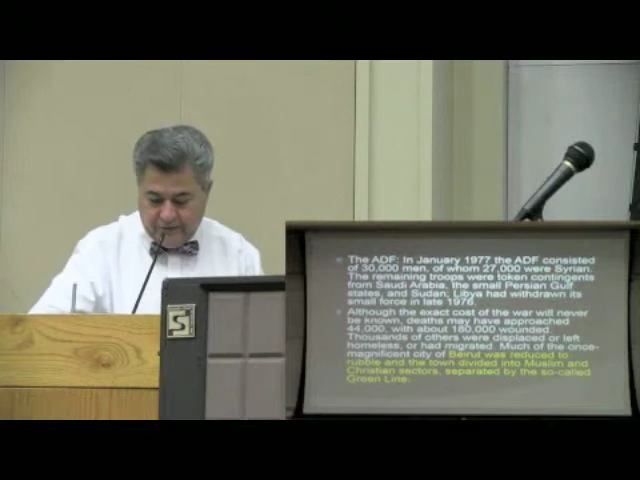 The ADF: In January 1977 the ADF consisted
of 30,000 men, of whom 27,000 were Syrian.
The remaining troops were token contingents
from Saudi Arabia, the small Persian Gulf
states, and Sudan; Libya had withdrawn its
small force in late 1976.
Although the exact cost of the war will never
be known, deaths may have approached
44,000, with about 180,000 wounded.
Thousands of others were displaced or left
homeless, or had migrated. Much of the once-
magnificent city of Beirut was reduced to
rubble and the town divided into Muslim and
Christian sectors, separated by the so-called
Green Line.
S